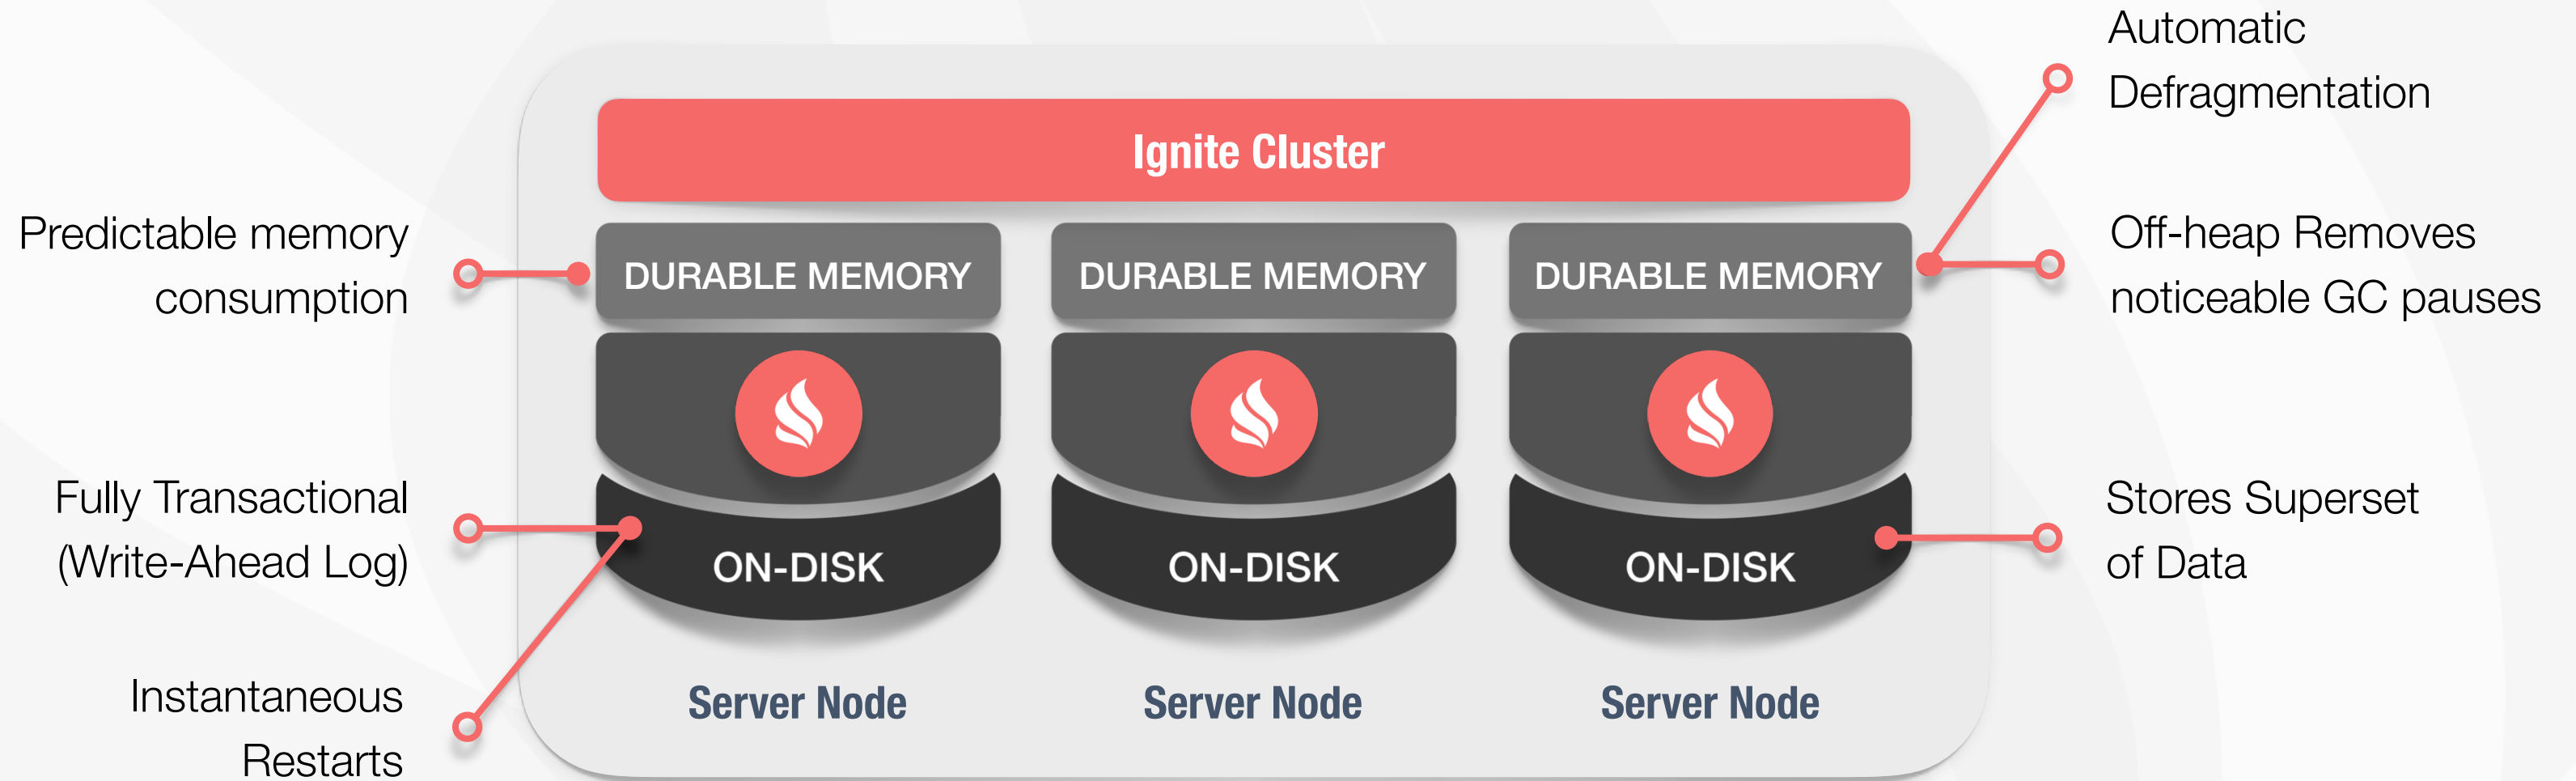 Automatic
Defragmentation
Ignite Cluster
Predictable memory
consumption
DURABLE MEMORY
DURABLE MEMORY
DURABLE MEMORY
Off-heap Removes
noticeable GC pauses
Fully Transactional
(Write-Ahead Log)
Stores Superset
of Data
ON-DISK
ON-DISK
ON-DISK
Instantaneous
Restarts
Server Node
Server Node
Server Node